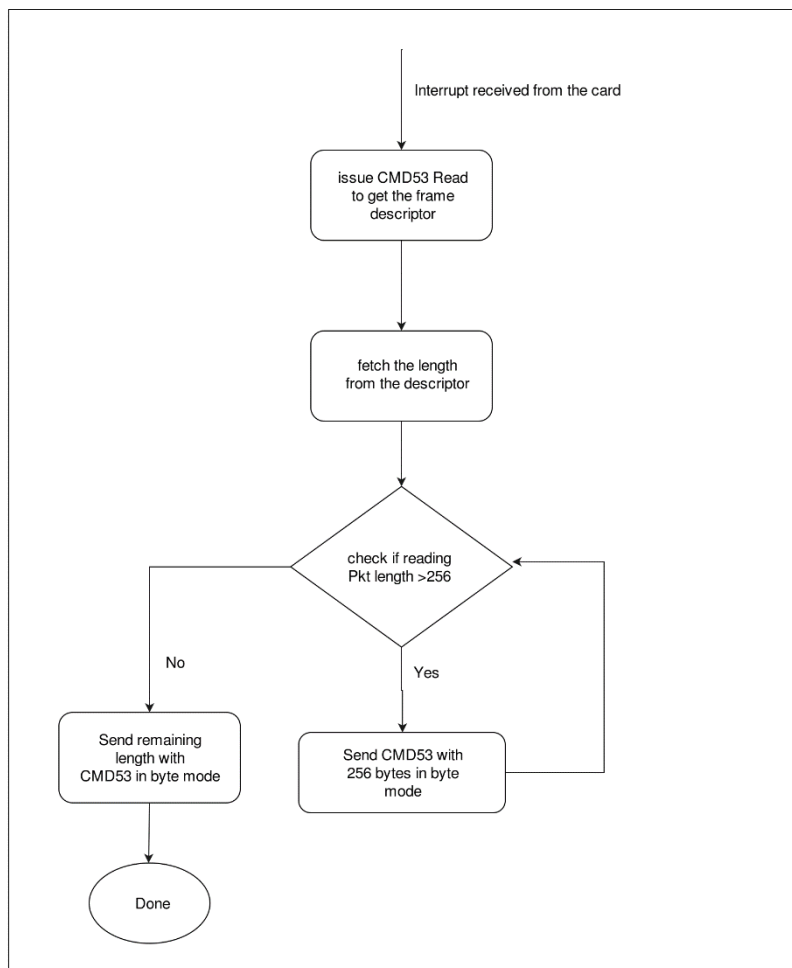 Interrupt received from the card
issue CMD53 Read
to get the frame
descriptor
fetch the length
from the descriptor
check if reading
Pkt length >256
No
Yes
Send remaining
length with
CMD53 in byte mode
Send CMD53 with
256 bytes in byte
mode
Done